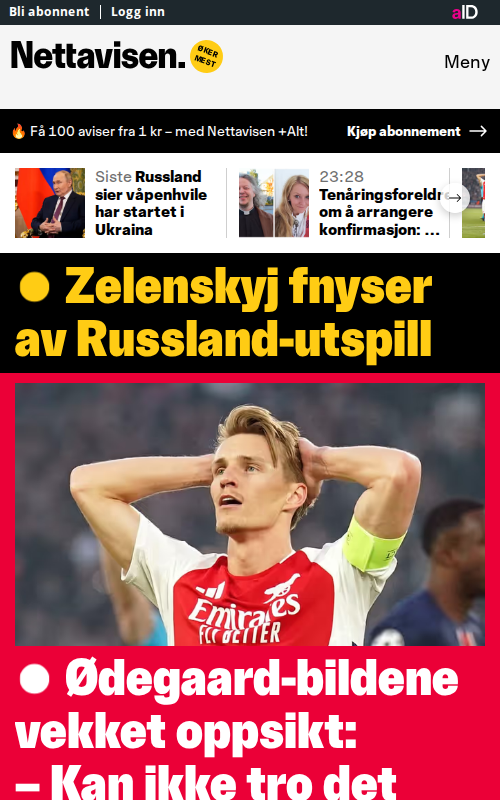 Bli abonnent | Logg inn
aID
Nettavisen.
ØKER
MEST
Meny
Få 100 aviser fra 1 kr – med Nettavisen +Alt!
Kjøp abonnement
Siste Russland
sier våpenhvile
har startet i
Ukraina
23:28
Tenåringsforeldre
om å arrangere
konfirmasjon: ...
Zelenskyj fnyser
av Russland-utspill
Emirates
FLY BETTER
Ødegaard-bildene
vekket oppsikt:
– Kan ikke tro det